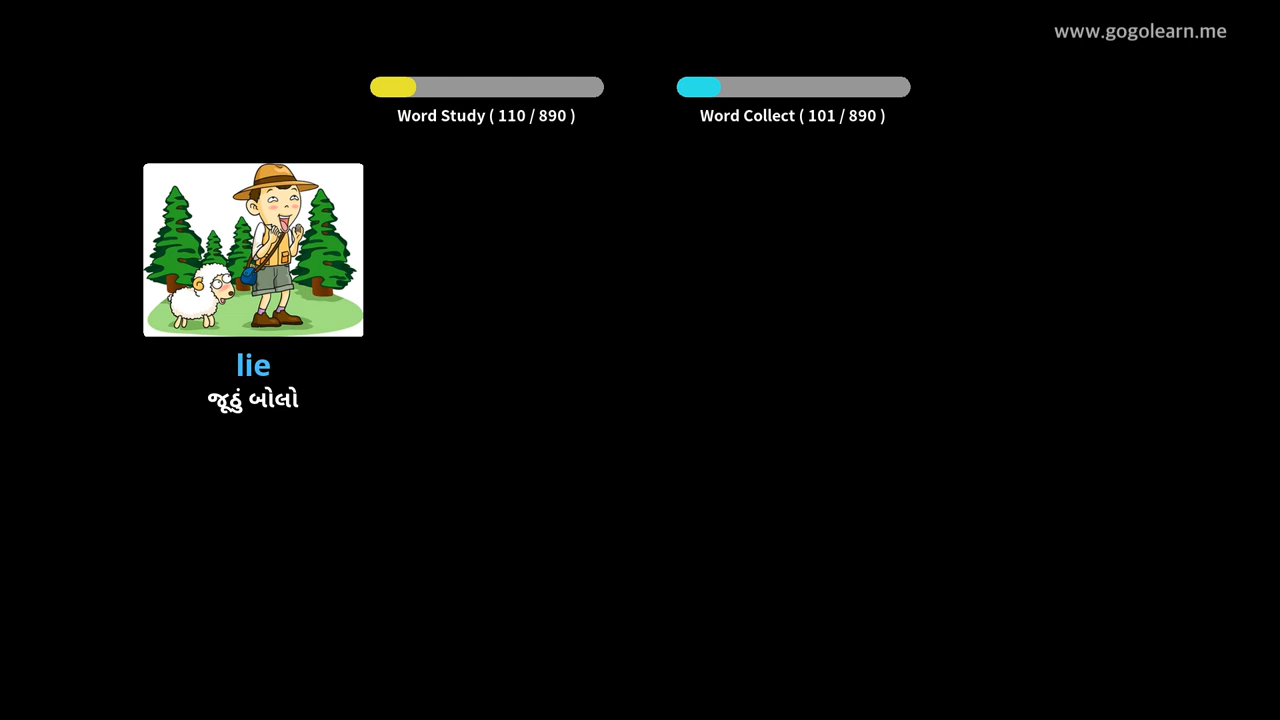 www.gogolearn.me
Word Study ( 110 / 890 )
Word Collect ( 101 / 890 )
lie
જૂઠું બોલો